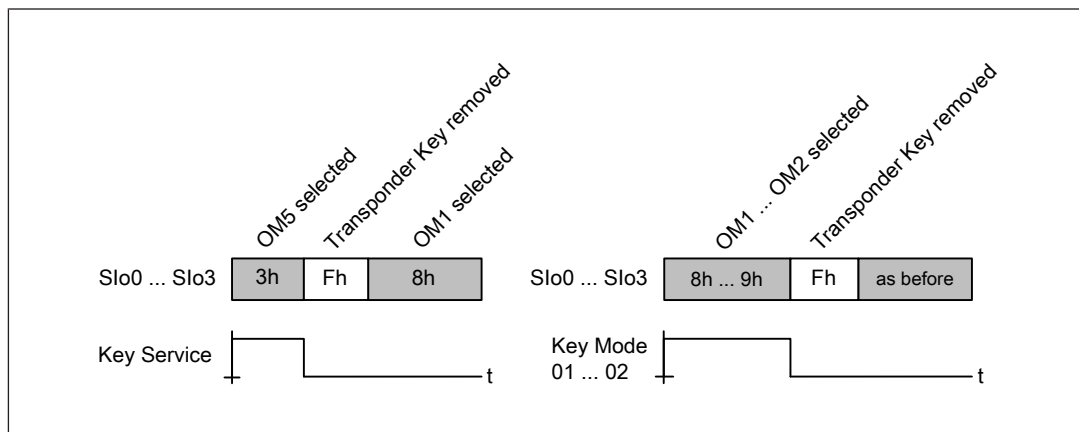 OM5 selected
Transponder Key removed
OM1 selected
SIo0 ... SIo3
3h
Fh
8h
Key Service
t
OM1 ... OM2 selected
Transponder Key removed
SIo0 ... SIo3
8h ... 9h
Fh
as before
Key Mode
01 ... 02
t